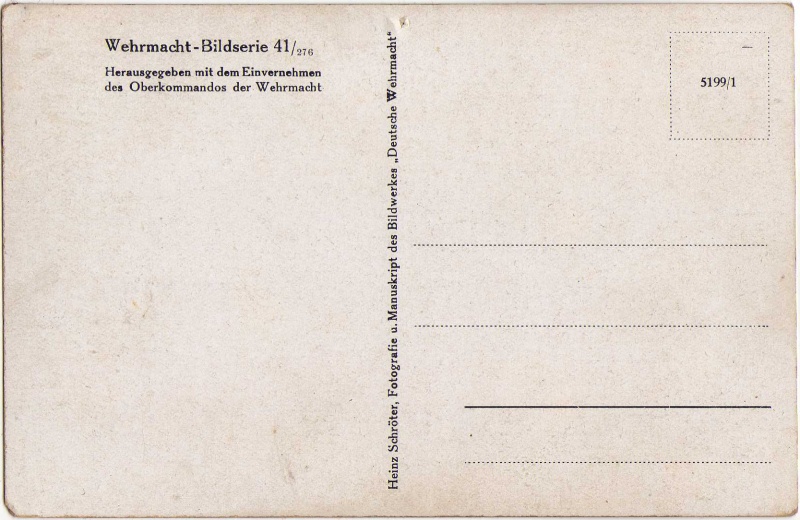 Wehrmacht-Bildserie 41/276
Herausgegeben mit dem Einvernehmen
des Oberkommandos der Wehrmacht
Heinz Schröter, Fotografie u. Manuskript des Bildwerkes „Deutsche Wehrmacht“
5199/1